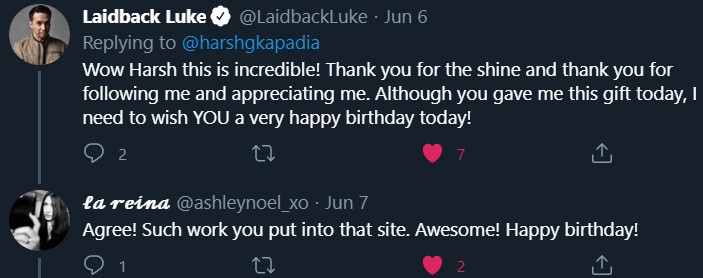 Laidback Luke @LaidbackLuke · Jun 6
Replying to @harshgkapadia
Wow Harsh this is incredible! Thank you for the shine and thank you for
following me and appreciating me. Although you gave me this gift today, I
need to wish YOU a very happy birthday today!
2 7
𝓵𝓪 𝓻𝓮𝓲𝓷𝓪 @ashleynoel_xo · Jun 7
Agree! Such work you put into that site. Awesome! Happy birthday!
1 2